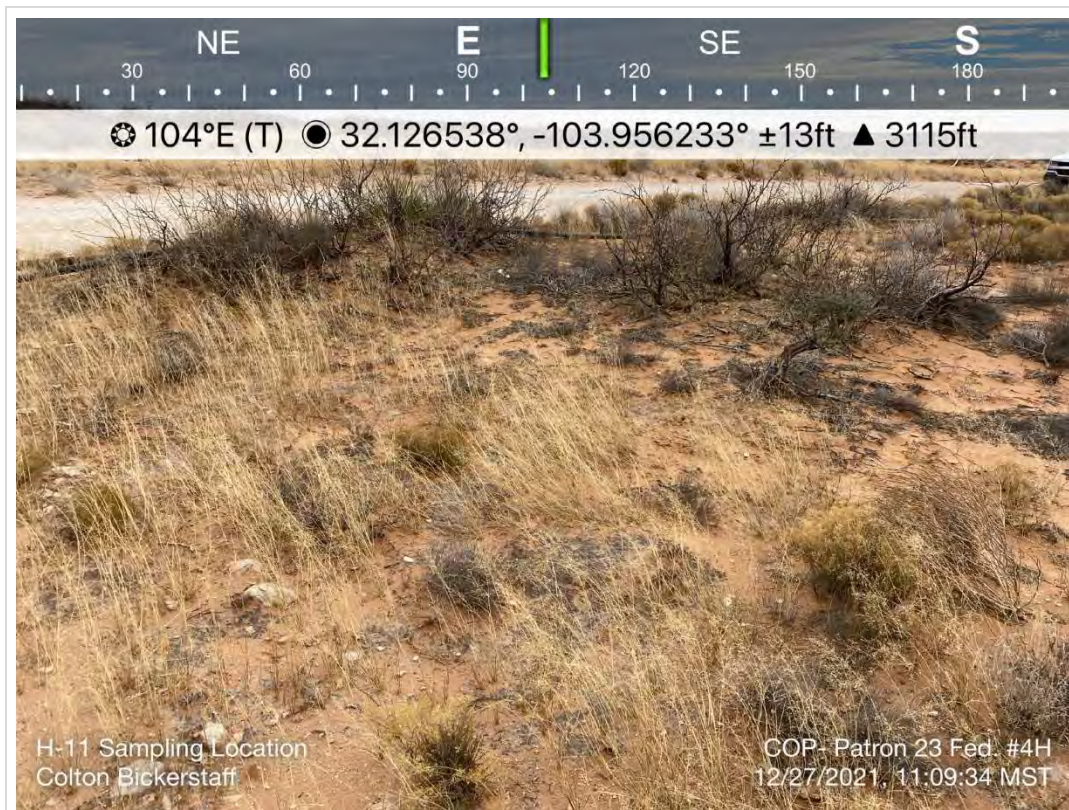 NE E SE S
30 60 90 120 150 180
104°E (T) 32.126538°, -103.956233° ±13ft ▲ 3115ft
H-11 Sampling Location
Colton Bickerstaff
COP- Patron 23 Fed. #4H
12/27/2021, 11:09:34 MST